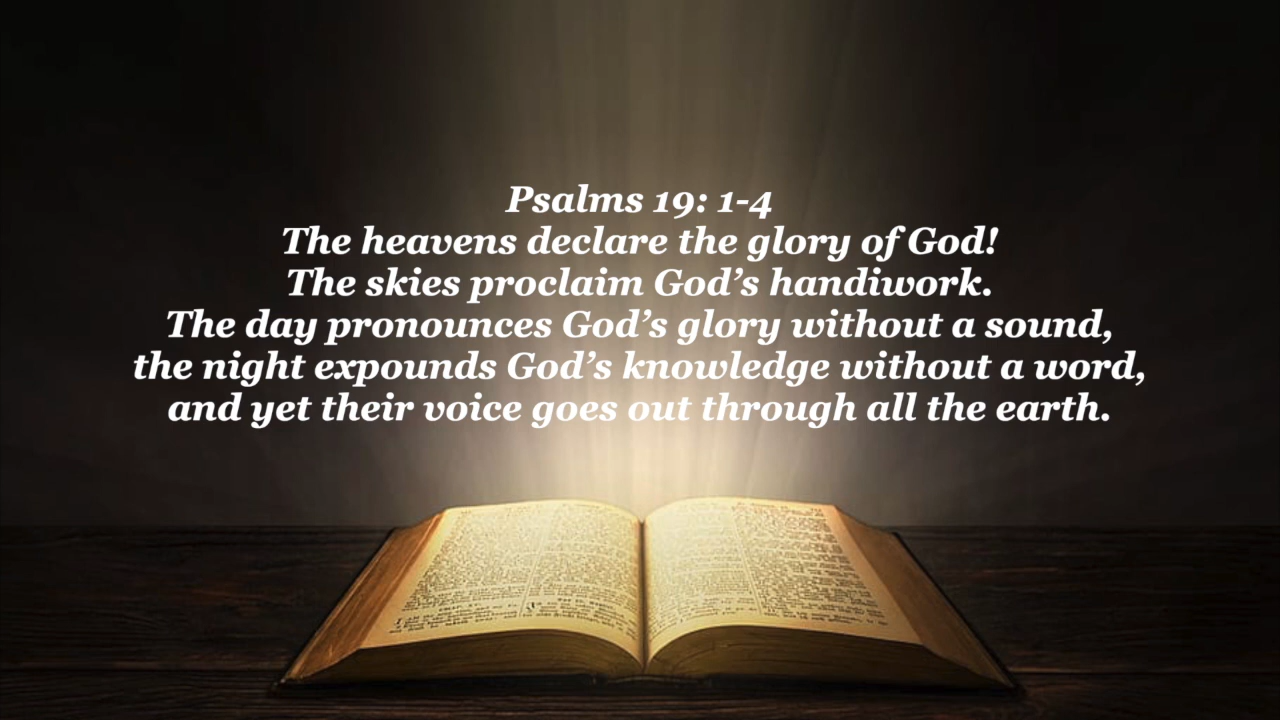 Psalms 19: 1-4
The heavens declare the glory of God!
The skies proclaim God’s handiwork.
The day pronounces God’s glory without a sound,
the night expounds God’s knowledge without a word,
and yet their voice goes out through all the earth.